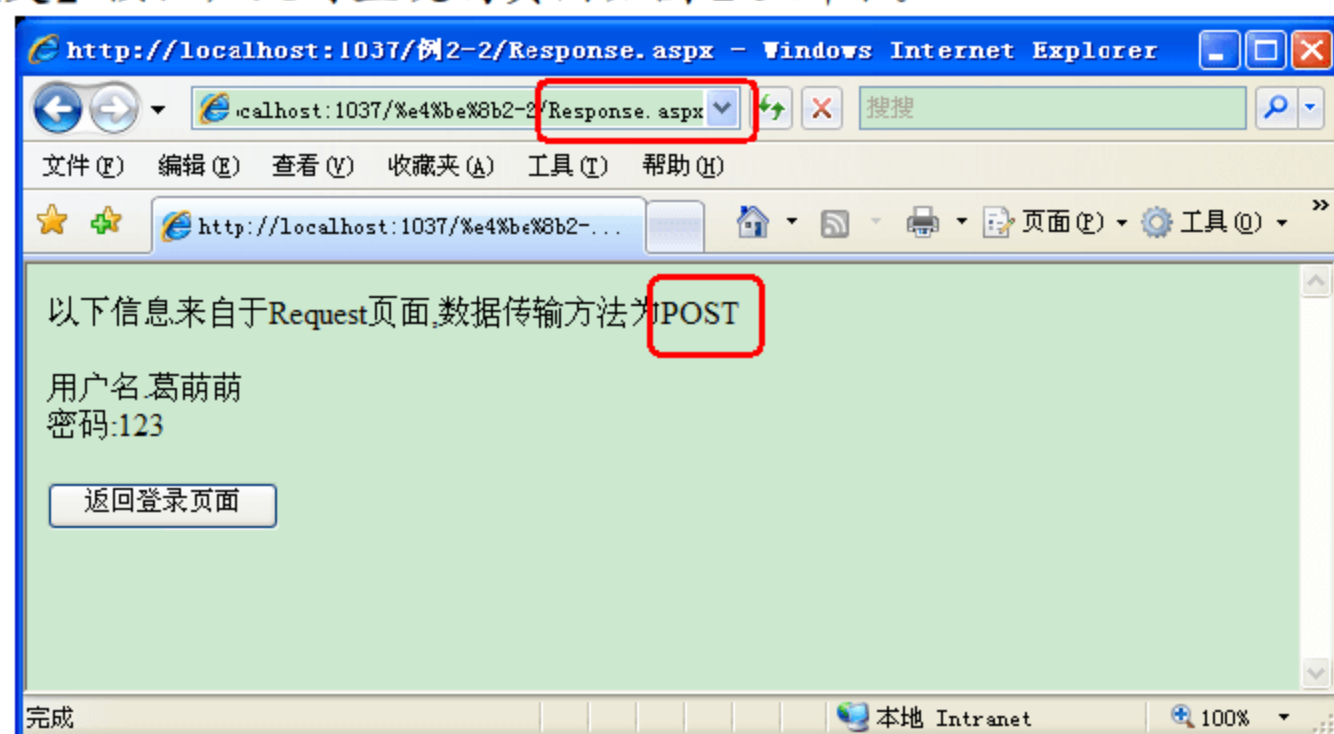 http://localhost:1037/例2-2/Response.aspx - Windows Internet Explorer
calhost:1037/%e4%be%8b2-2/Response.aspx 搜搜
文件(F) 编辑(E) 查看(V) 收藏夹(A) 工具(T) 帮助(H)
http://localhost:1037/%e4%be%8b2-... 页面(P) 工具(O) »
以下信息来自于Request页面,数据传输方法为POST
用户名:葛萌萌
密码:123
返回登录页面
完成 本地 Intranet 100%